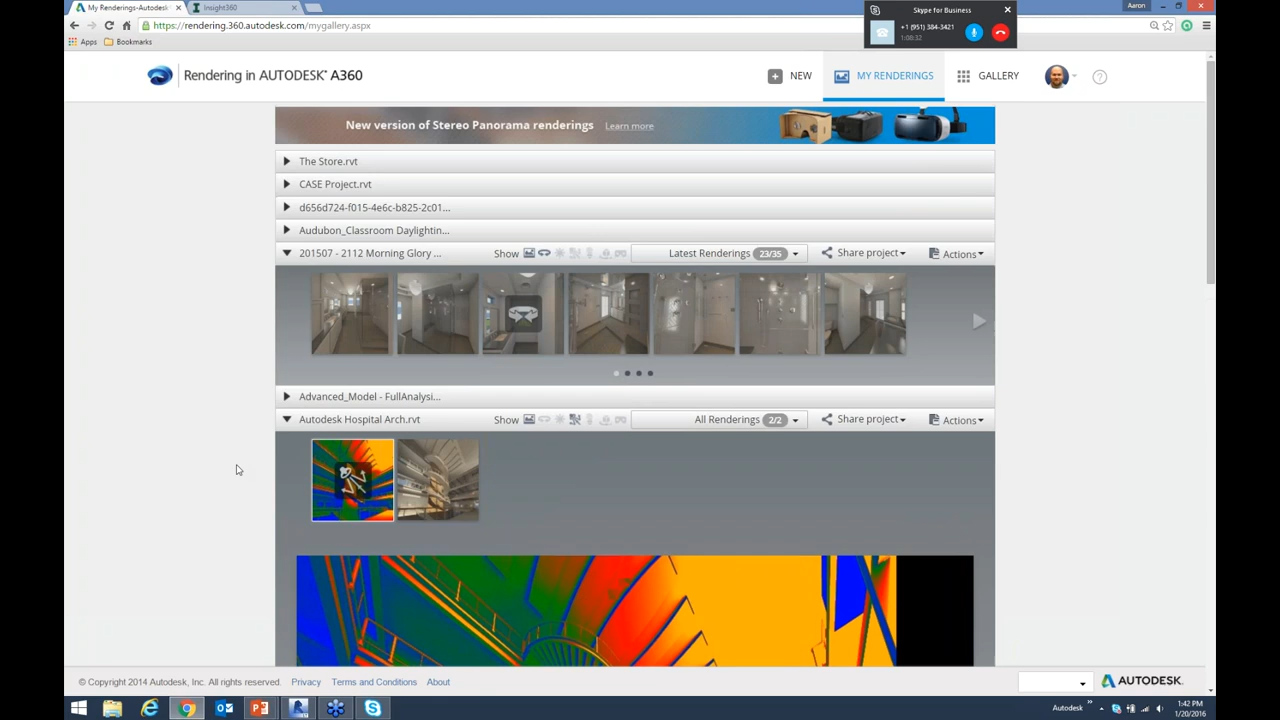 My Renderings-Autodesk
Insight360
Aaron
Skype for Business
+1 (951) 384-3421
1:08:32
https://rendering.360.autodesk.com/mygallery.aspx
Apps
Bookmarks
Rendering in AUTODESK® A360
NEW
MY RENDERINGS
GALLERY
New version of Stereo Panorama renderings
Learn more
The Store.rvt
CASE Project.rvt
d656d724-f015-4e6c-b825-2c01...
Audubon_Classroom Daylightin...
201507 - 2112 Morning Glory ...
Show
Latest Renderings 23/35
Share project
Actions
Advanced_Model - FullAnalysi...
Autodesk Hospital Arch.rvt
Show
All Renderings 2/2
Share project
Actions
© Copyright 2014 Autodesk, Inc. All rights reserved.
Privacy
Terms and Conditions
About
AUTODESK.
Autodesk
1:42 PM
1/20/2016